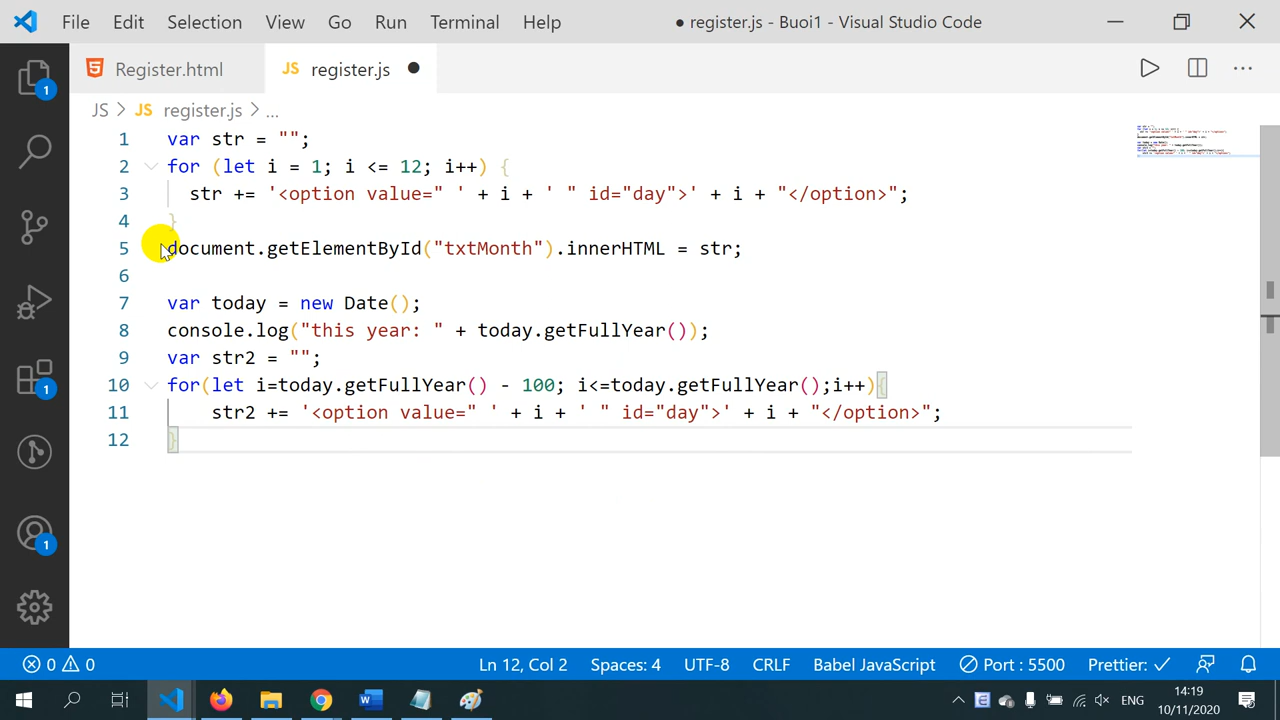 File Edit Selection View Go Run Terminal Help ● register.js - Buoi1 - Visual Studio Code
Register.html JS register.js ●
JS > JS register.js > ...
1 var str = "";
2 for (let i = 1; i <= 12; i++) {
3 str += '<option value=" ' + i + ' " id="day">' + i + "</option>";
4 }
5 document.getElementById("txtMonth").innerHTML = str;
6
7 var today = new Date();
8 console.log("this year: " + today.getFullYear());
9 var str2 = "";
10 for(let i=today.getFullYear() - 100; i<=today.getFullYear();i++){
11 str2 += '<option value=" ' + i + ' " id="day">' + i + "</option>";
12 }
1
1
1
0 0 Ln 12, Col 2 Spaces: 4 UTF-8 CRLF Babel JavaScript Port : 5500 Prettier: ✓
ENG 14:19
10/11/2020